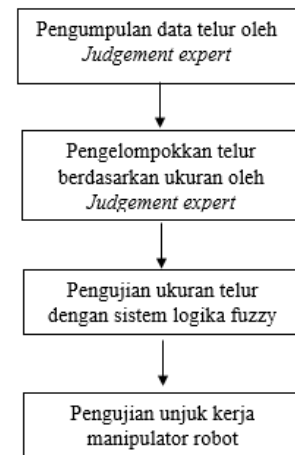 Pengumpulan data telur oleh
Judgement expert
Pengelompokkan telur
berdasarkan ukuran oleh
Judgement expert
Pengujian ukuran telur
dengan sistem logika fuzzy
Pengujian unjuk kerja
manipulator robot